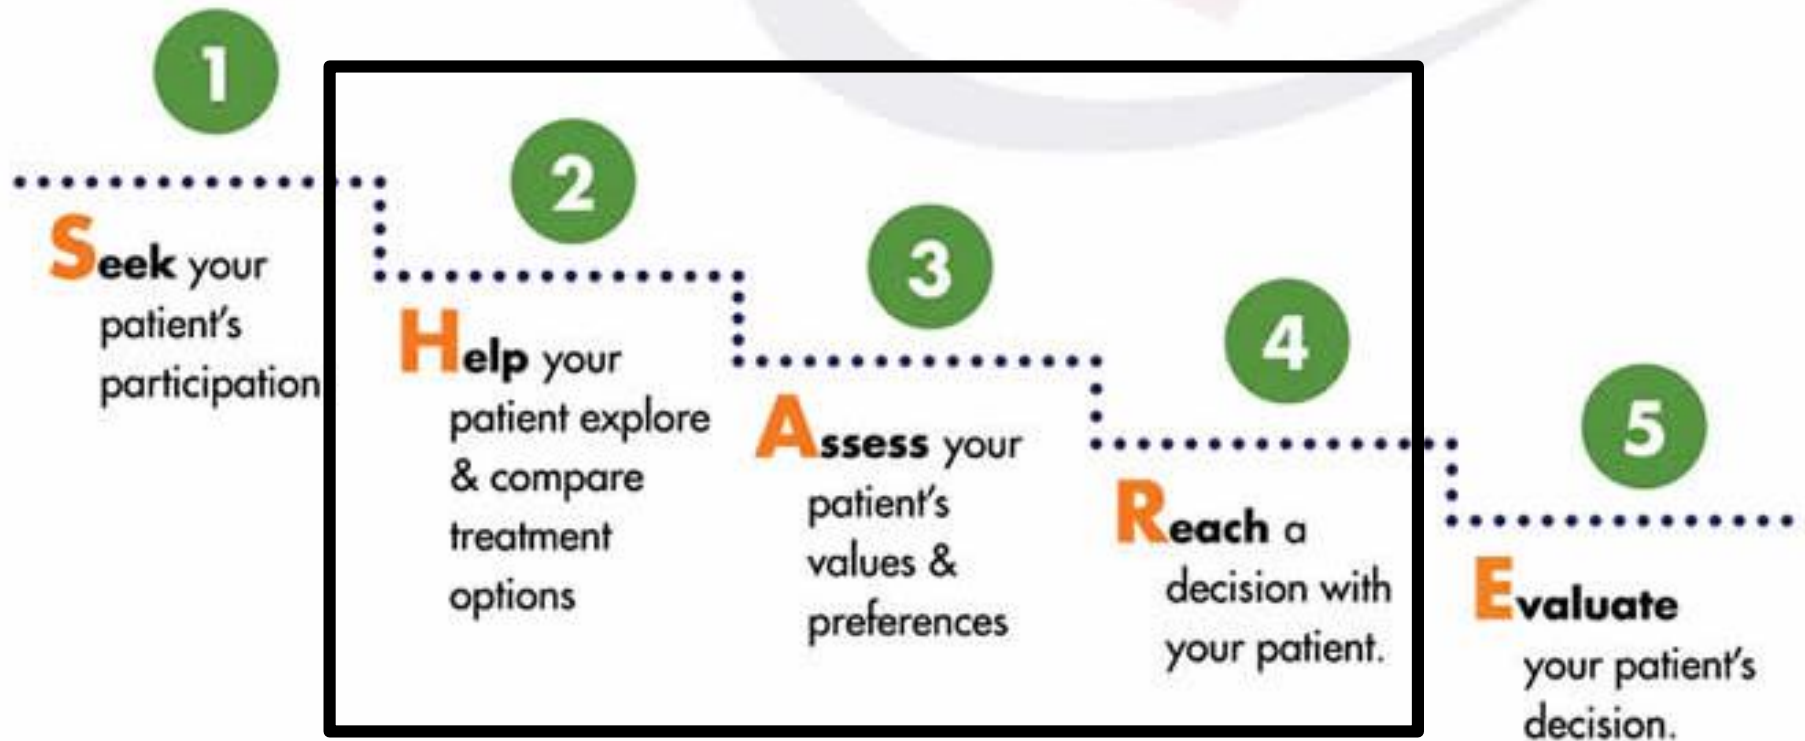 1
Seek your
patient's
participation
2
Help your
patient explore
& compare
treatment
options
3
Assess your
patient's
values &
preferences
4
Reach a
decision with
your patient.
5
Evaluate
your patient's
decision.